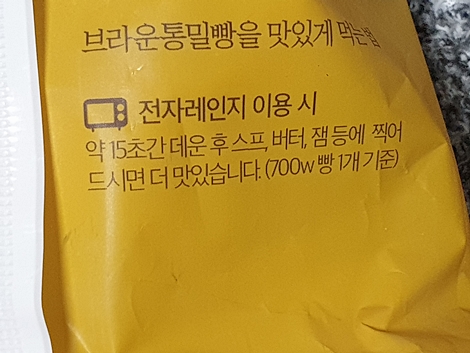 브라운통밀빵을 맛있게 먹는법
전자레인지 이용 시
약 15초간 데운 후 스프, 버터, 잼 등에 찍어
드시면 더 맛있습니다. (700w 빵 1개 기준)